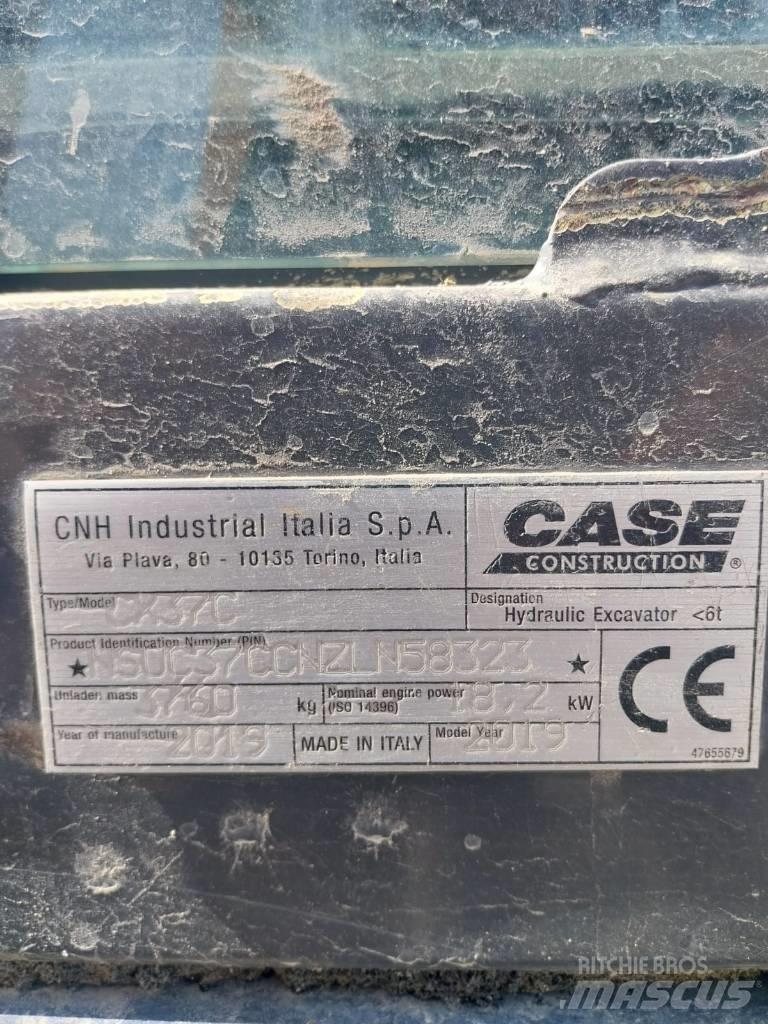 CNH Industrial Italia S.p.A.
Via Plava, 80 - 10135 Torino, Italia
CASE
CONSTRUCTION ®
Type/Model CX37C
Designation
Hydraulic Excavator <6t
Product Identification Number (PIN)
★ NS0C37CCNZLN58323 ★
Unladen mass kg
Nominal engine power
(ISO 14396) 18,2 kW
Year of manufacture 2019
MADE IN ITALY
Model Year 2019
CE
47655679
RITCHIE BROS.
MASCUS